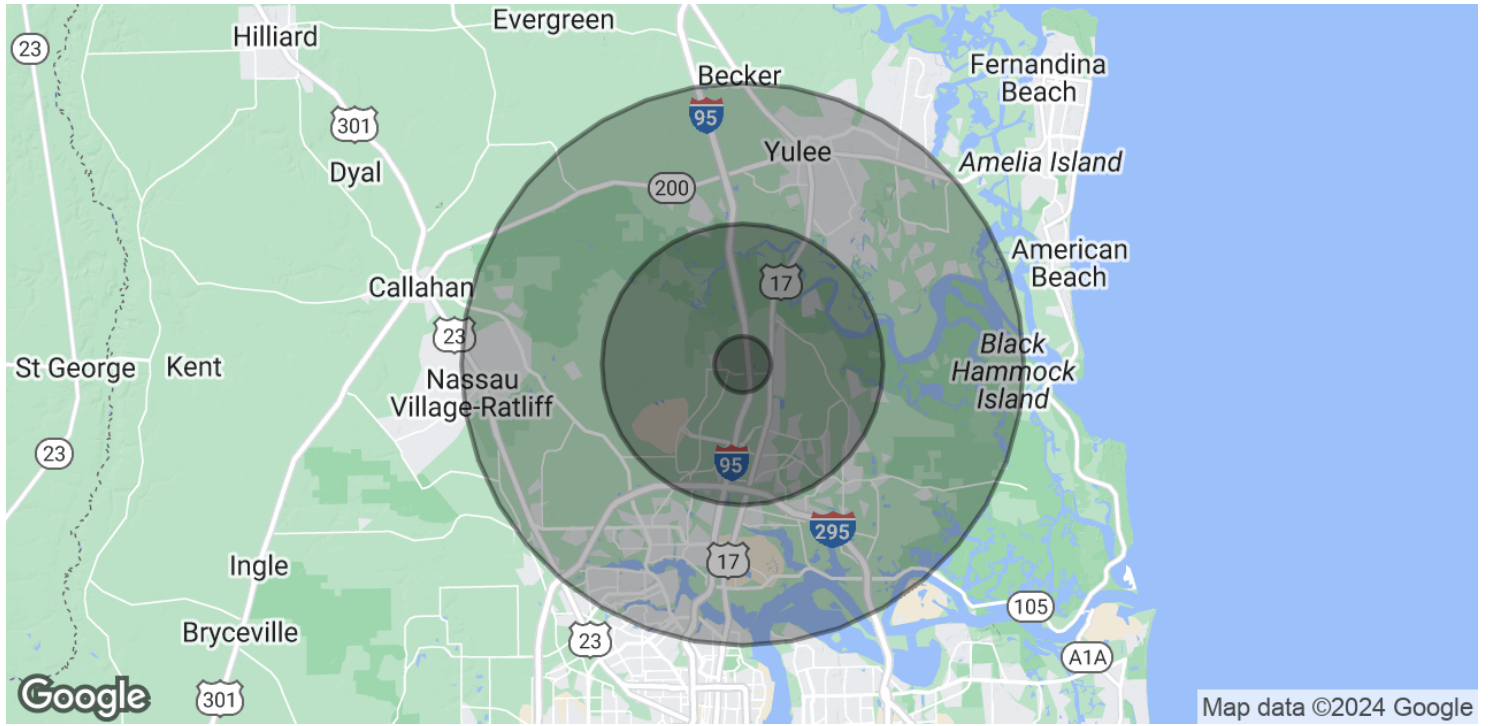 Evergreen
Hilliard
23
Fernandina
Beach
Becker
95
301
Yulee
Amelia Island
Dyal
200
American
Beach
17
Callahan
23
Black
Hammock
Island
St George
Kent
Nassau
Village-Ratliff
23
95
295
17
Ingle
105
Bryceville
23
A1A
301
Google
Map data ©2024 Google